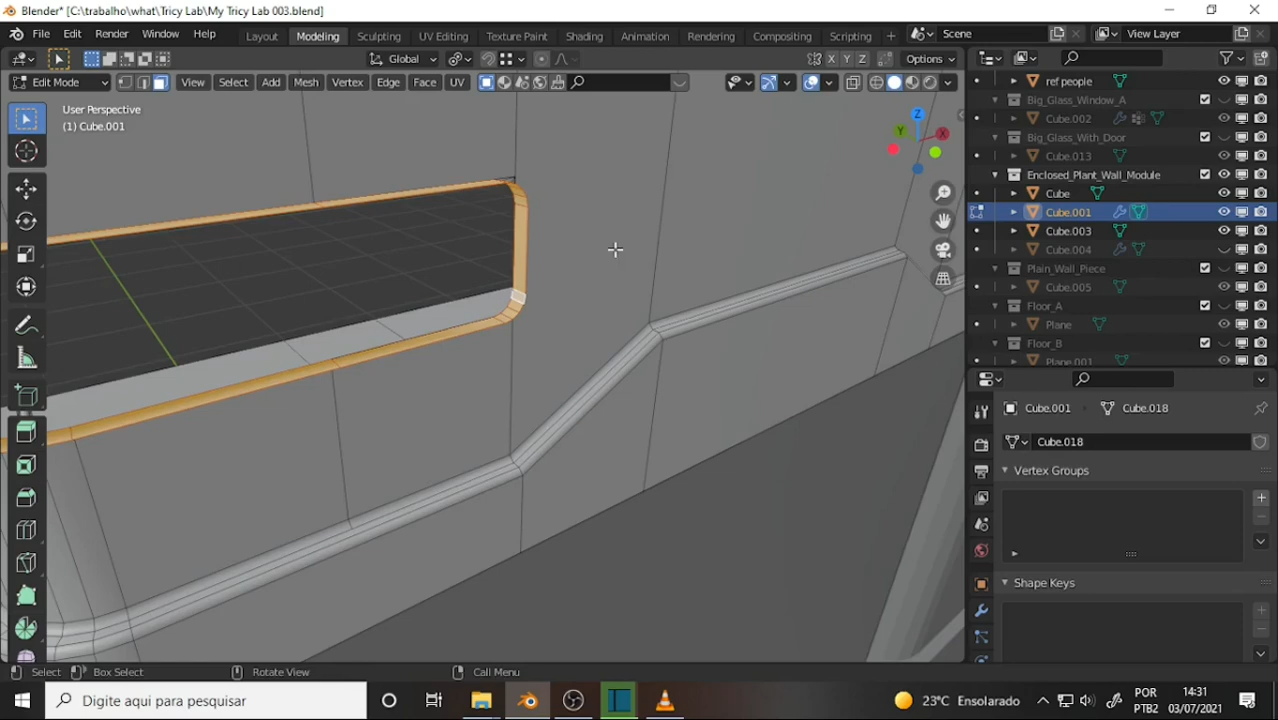 Blender* [C:\trabalho\what\Tricy Lab\My Tricy Lab 003.blend]
File Edit Render Window Help Layout Modeling Sculpting UV Editing Texture Paint Shading Animation Rendering Compositing Scripting + Scene View Layer
Global X Y Z Options
Edit Mode View Select Add Mesh Vertex Edge Face UV
User Perspective
(1) Cube.001
Z
Y
X
ref people
Big_Glass_Window_A
Cube.002
Big_Glass_With_Door
Cube.013
Enclosed_Plant_Wall_Module
Cube
Cube.001
Cube.003
Cube.004
Plain_Wall_Piece
Cube.005
Floor_A
Plane
Floor_B
Plane.001
Cube.001 Cube.018
Cube.018
Vertex Groups
Shape Keys
Select Box Select Rotate View Call Menu
Digite aqui para pesquisar
23°C Ensolarado
POR
PTB2
14:31
03/07/2021